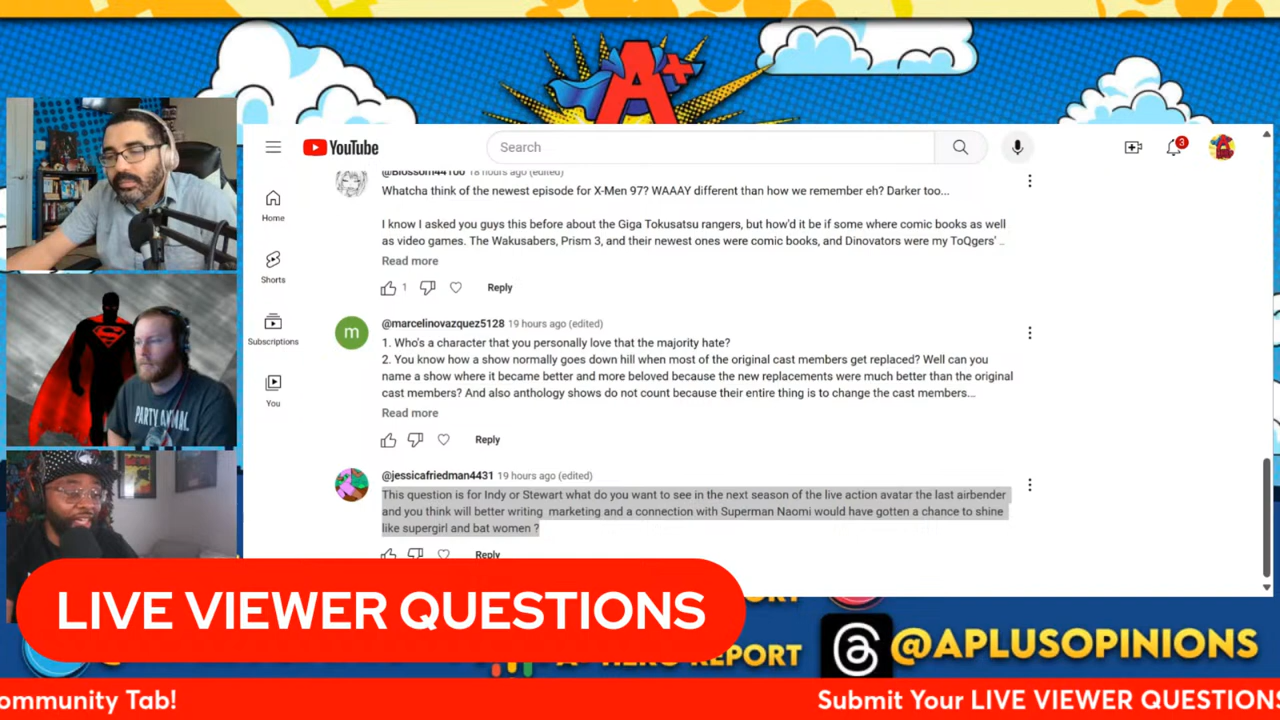 A+
YouTube
Search
3
Home
Shorts
Subscriptions
You
@Blossom44100 18 hours ago (edited)
Whatcha think of the newest episode for X-Men 97? WAAAY different than how we remember eh? Darker too...
I know I asked you guys this before about the Giga Tokusatsu rangers, but how'd it be if some where comic books as well
as video games. The Wakusabers, Prism 3, and their newest ones were comic books, and Dinovators were my ToQgers' ...
Read more
1
Reply
m
@marcelinovazquez5128 19 hours ago (edited)
1. Who's a character that you personally love that the majority hate?
2. You know how a show normally goes down hill when most of the original cast members get replaced? Well can you
name a show where it became better and more beloved because the new replacements were much better than the original
cast members? And also anthology shows do not count because their entire thing is to change the cast members...
Read more
Reply
@jessicafriedman4431 19 hours ago (edited)
This question is for Indy or Stewart what do you want to see in the next season of the live action avatar the last airbender
and you think will better writing marketing and a connection with Superman Naomi would have gotten a chance to shine
like supergirl and bat women ?
Reply
PARTY ANIMAL
LIVE VIEWER QUESTIONS
REPORT
@APLUSOPINIONS
ommunity Tab!
Submit Your LIVE VIEWER QUESTIONS